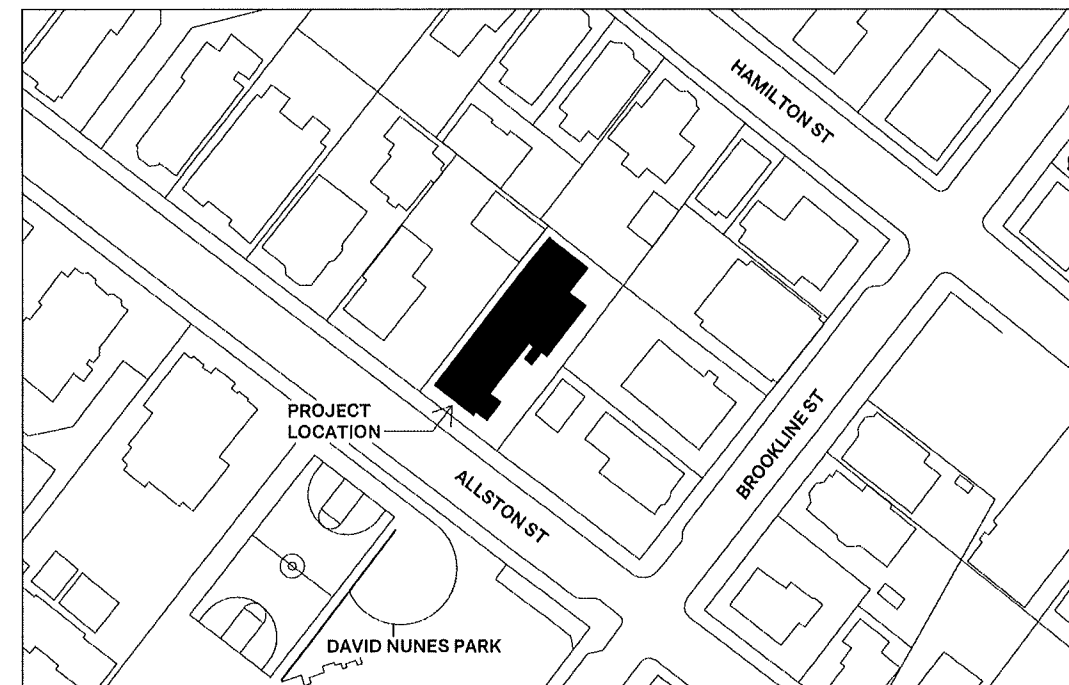 HAMILTON ST
PROJECT
LOCATION
BROOKLINE ST
ALLSTON ST
DAVID NUNES PARK